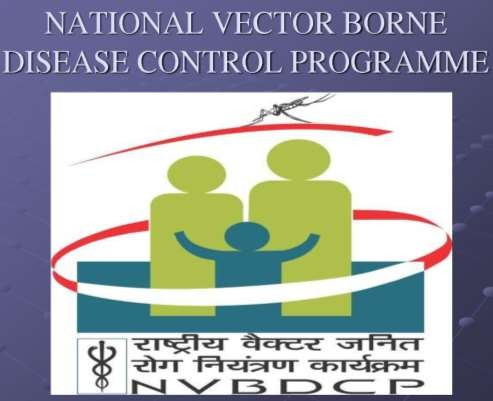 NATIONAL VECTOR BORNE
DISEASE CONTROL PROGRAMME
राष्ट्रीय वैक्टर जनित
रोग नियंत्रण कार्यक्रम
NVBDCP